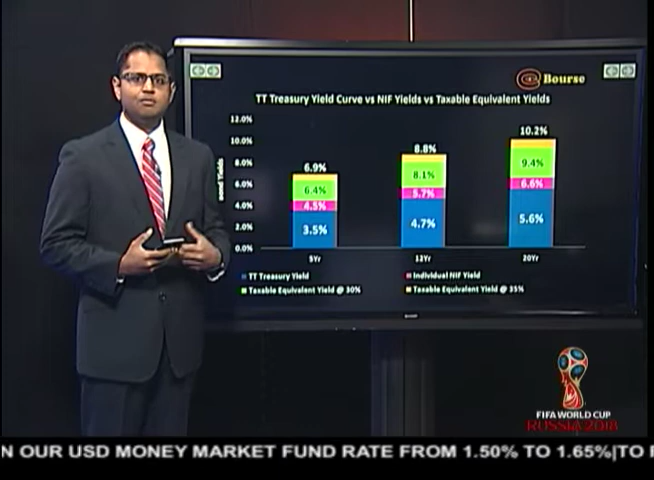 Bourse
TT Treasury Yield Curve vs NIF Yields vs Taxable Equivalent Yields
Bond Yields
12.0%
10.0%
8.0%
6.0%
4.0%
2.0%
0.0%
6.9%
6.4%
4.5%
3.5%
8.8%
8.1%
5.7%
4.7%
10.2%
9.4%
6.6%
5.6%
5Yr
12Yr
20Yr
TT Treasury Yield
Individual NIF Yield
Taxable Equivalent Yield @ 30%
Taxable Equivalent Yield @ 35%
SHARP
FIFA WORLD CUP
RUSSIA 2018
N OUR USD MONEY MARKET FUND RATE FROM 1.50% TO 1.65%|TO